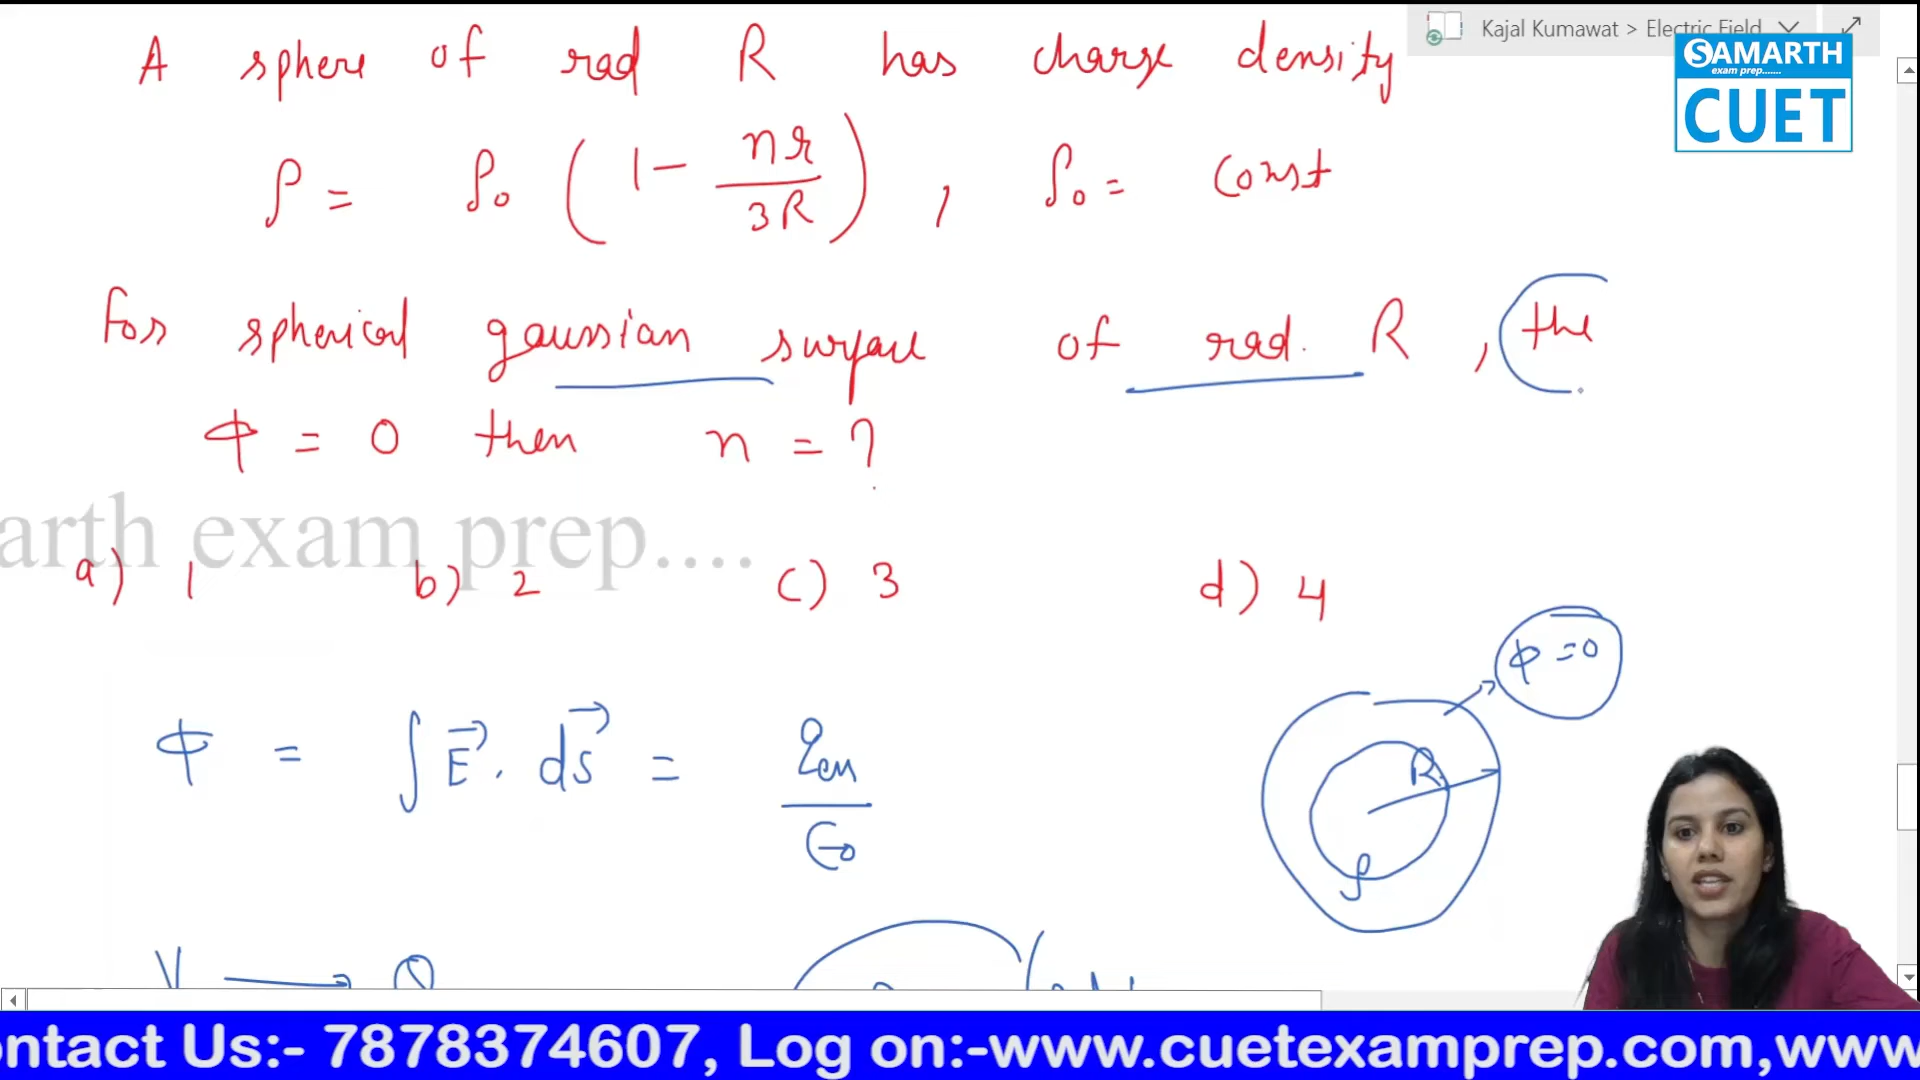 Kajal Kumawat > Electric Field
SAMARTH
exam prep.......
CUET
A sphere of rad R has charge density
ρ = ρ₀ (1 - nr/3R), ρ₀ = const
For spherical gaussian surface of rad. R, the
Φ = 0 then n = ?
arth exam prep....
a) 1 b) 2 c) 3 d) 4
Φ = 0
Φ = ∫ E⃗ . ds⃗ = qen/ϵ₀
R
ρ
ontact Us:- 7878374607, Log on:-www.cuetexamprep.com,www